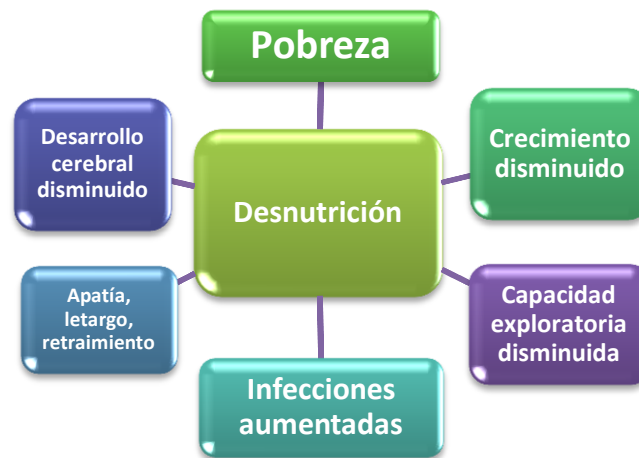 Pobreza
Desarrollo
cerebral
disminuido
Crecimiento
disminuido
Desnutrición
Apatía,
letargo,
retraimiento
Capacidad
exploratoria
disminuida
Infecciones
aumentadas